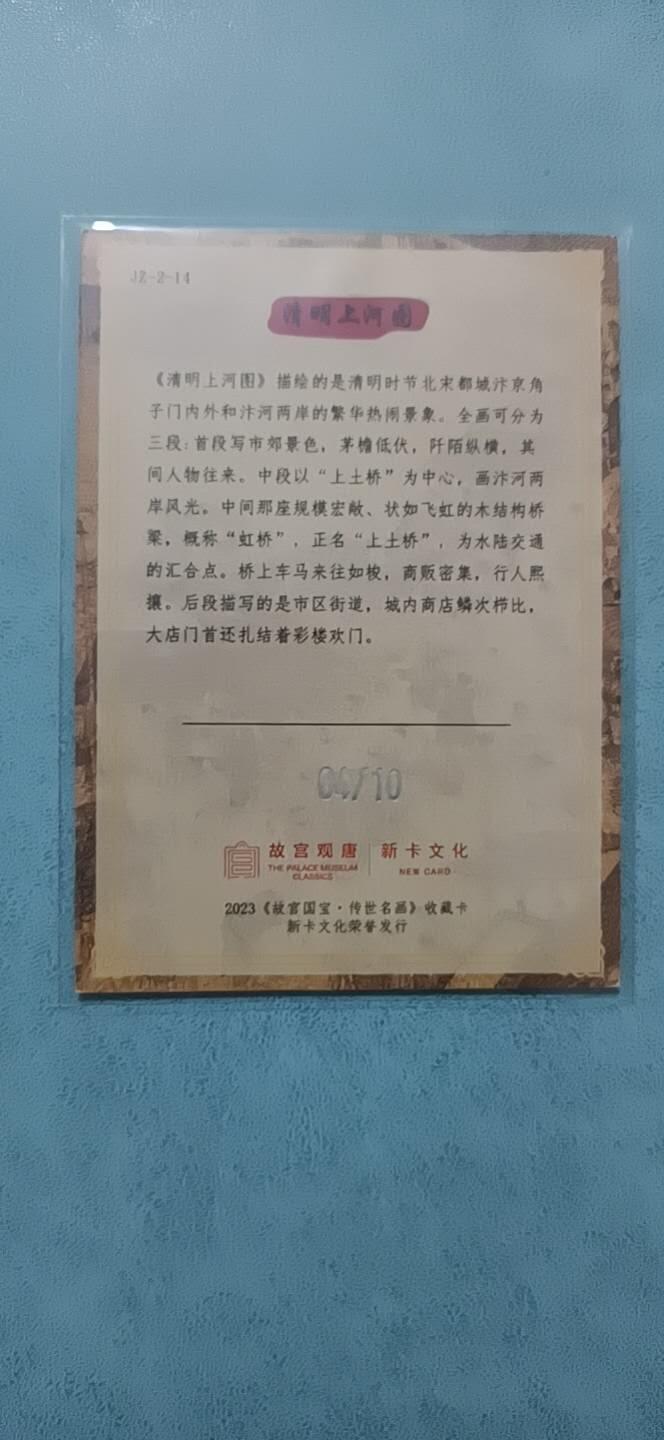 JZ-2-14
清明上河图
《清明上河图》描绘的是清明时节北宋都城汴京角
子门内外和汴河两岸的繁华热闹景象。全画可分为
三段：首段写市郊景色，茅檐低伏，阡陌纵横，其
间人物往来。中段以“上土桥”为中心，画汴河两
岸风光。中间那座规模宏敞、状如飞虹的木结构桥
梁，概称“虹桥”，正名“上土桥”，为水陆交通
的汇合点。桥上车马来往如梭，商贩密集，行人熙
攘。后段描写的是市区街道，城内商店鳞次栉比，
大店门首还扎结着彩楼欢门。
04/10
故宫观唐 新卡文化
THE PALACE MUSEUM CLASSICS NEW CARD
2023《故宫国宝·传世名画》收藏卡
新卡文化荣誉发行